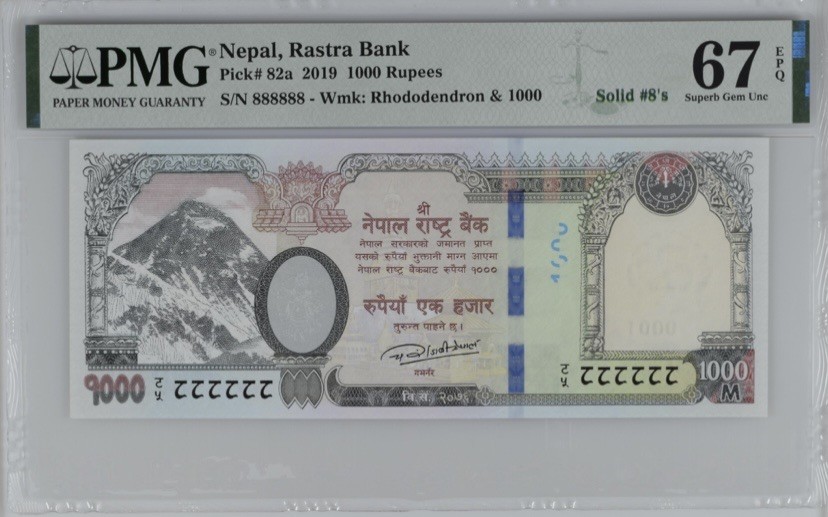 PMG®
PAPER MONEY GUARANTY
Nepal, Rastra Bank
Pick# 82a 2019 1000 Rupees
S/N 888888 - Wmk: Rhododendron & 1000
Solid #8's
67
EPQ
Superb Gem Unc
श्री
नेपाल राष्ट्र बैंक
नेपाल सरकारको जमानत प्राप्त
यसको रुपैयाँ भुक्तानी माग्न आएमा
नेपाल राष्ट्र बैंकबाट रुपैयाँ १०००
रुपैयाँ एक हजार
तुरुन्त पाइने छ।
गभर्नर
१०००
८८८८८८
८८८८८८
1000
वि.सं. २०७६